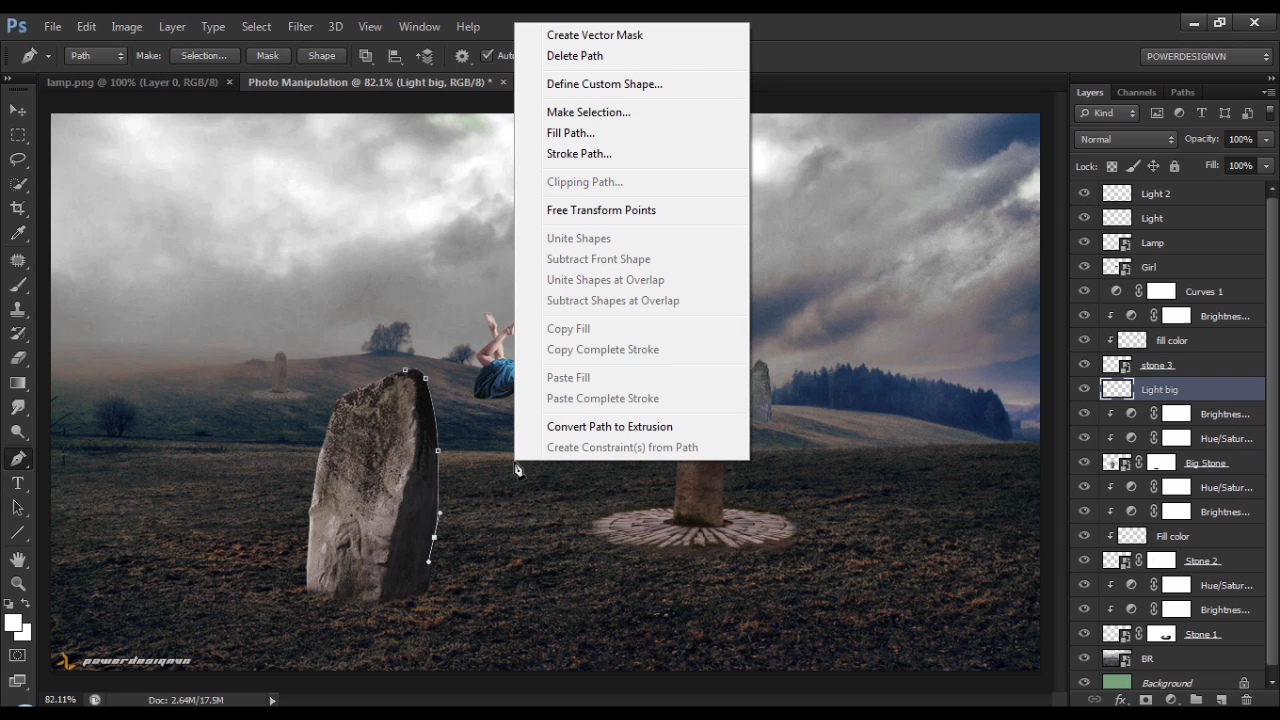 Ps File Edit Image Layer Type Select Filter 3D View Window Help
Path Make: Selection... Mask Shape
POWERDESIGNVN
lamp.png @ 100% (Layer 0, RGB/8) × Photo Manipulation @ 82.1% (Light big, RGB/8) * ×
Create Vector Mask
Delete Path
Define Custom Shape...
Make Selection...
Fill Path...
Stroke Path...
Clipping Path...
Free Transform Points
Unite Shapes
Subtract Front Shape
Unite Shapes at Overlap
Subtract Shapes at Overlap
Copy Fill
Copy Complete Stroke
Paste Fill
Paste Complete Stroke
Convert Path to Extrusion
Create Constraint(s) from Path
Layers Channels Paths
Kind
Normal Opacity: 100%
Lock: Fill: 100%
Light 2
Light
Lamp
Girl
Curves 1
Brightnes...
fill color
stone 3
Light big
Brightnes...
Hue/Satur...
Big Stone
Hue/Satur...
Brightnes...
Fill color
Stone 2
Hue/Satur...
Brightnes...
Stone 1
BR
Background
powerdesignvn
82.11% Doc: 2.64M/17.5M